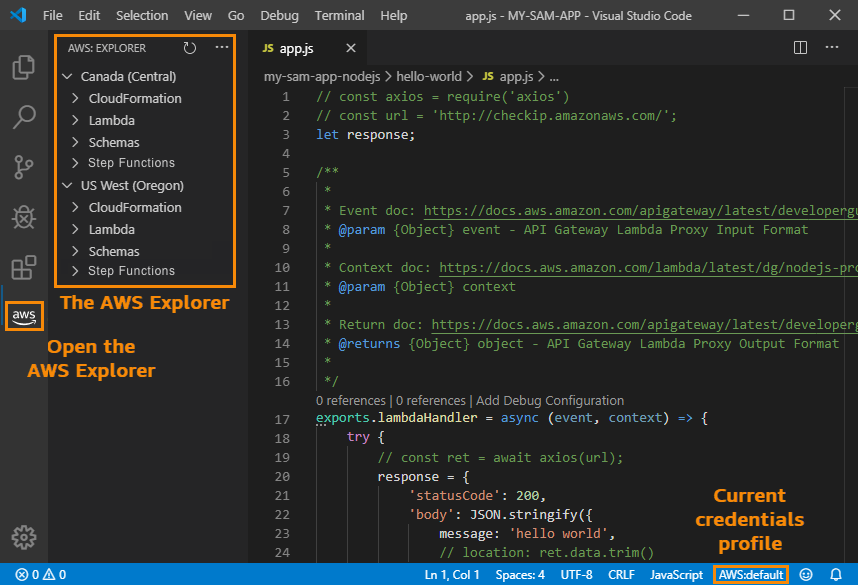 File Edit Selection View Go Debug Terminal Help app.js - MY-SAM-APP - Visual Studio Code
AWS: EXPLORER
Canada (Central)
CloudFormation
Lambda
Schemas
Step Functions
US West (Oregon)
CloudFormation
Lambda
Schemas
Step Functions
The AWS Explorer
aws
Open the
AWS Explorer
JS app.js
my-sam-app-nodejs > hello-world > JS app.js > ...
1 // const axios = require('axios')
2 // const url = 'http://checkip.amazonaws.com/';
3 let response;
4
5 /**
6 *
7 * Event doc: https://docs.aws.amazon.com/apigateway/latest/developergu
8 * @param {Object} event - API Gateway Lambda Proxy Input Format
9 *
10 * Context doc: https://docs.aws.amazon.com/lambda/latest/dg/nodejs-pro
11 * @param {Object} context
12 *
13 * Return doc: https://docs.aws.amazon.com/apigateway/latest/developerg
14 * @returns {Object} object - API Gateway Lambda Proxy Output Format
15 *
16 */
0 references | 0 references | Add Debug Configuration
17 exports.lambdaHandler = async (event, context) => {
18 try {
19 // const ret = await axios(url);
20 response = {
21 'statusCode': 200,
22 'body': JSON.stringify({
23 message: 'hello world',
24 // location: ret.data.trim()
Current
credentials
profile
0 0 Ln 1, Col 1 Spaces: 4 UTF-8 CRLF JavaScript AWS:default